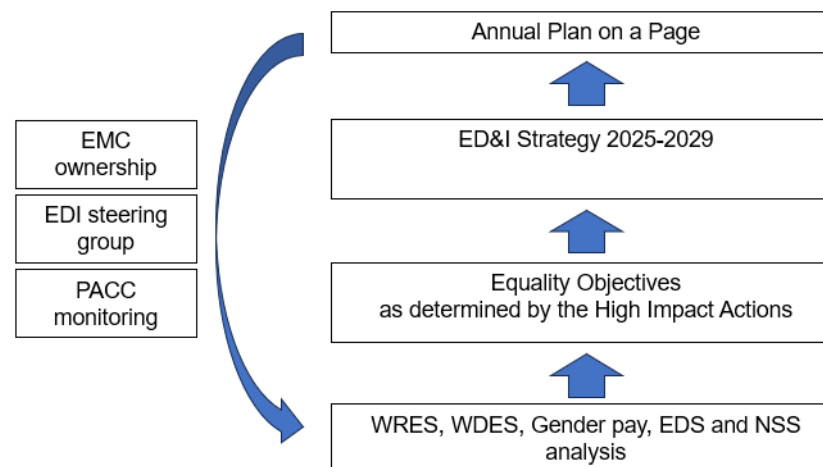 Annual Plan on a Page
EMC
ownership
EDI steering
group
PACC
monitoring
ED&I Strategy 2025-2029
Equality Objectives
as determined by the High Impact Actions
WRES, WDES, Gender pay, EDS and NSS
analysis